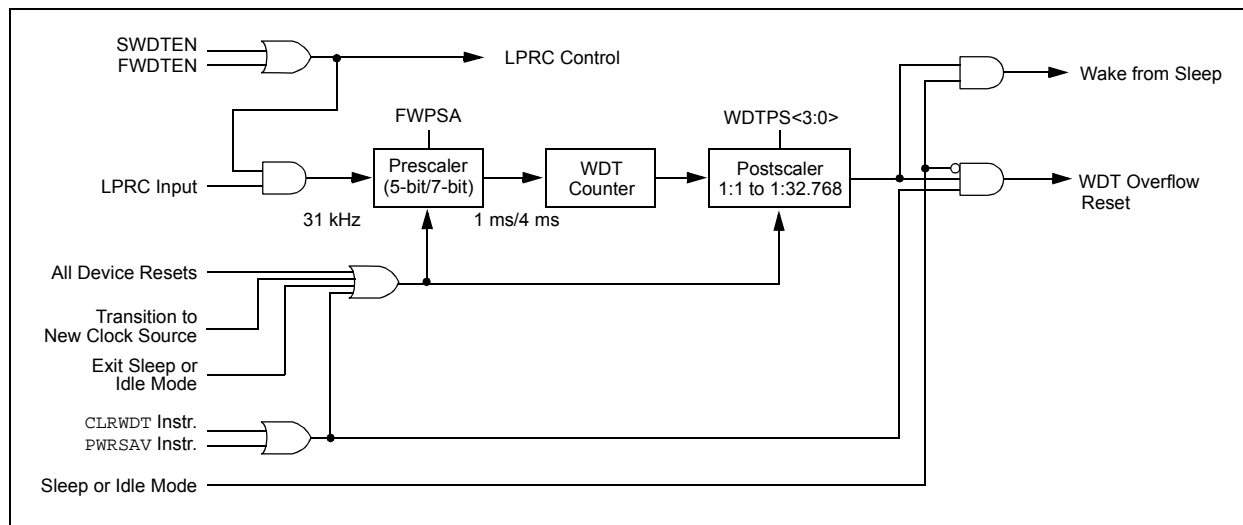 SWDTEN
FWDTEN
LPRC Control
Wake from Sleep
FWPSA
WDTPS<3:0>
LPRC Input
Prescaler
(5-bit/7-bit)
WDT
Counter
Postscaler
1:1 to 1:32.768
WDT Overflow
Reset
31 kHz
1 ms/4 ms
All Device Resets
Transition to
New Clock Source
Exit Sleep or
Idle Mode
CLRWDT Instr.
PWRSAV Instr.
Sleep or Idle Mode